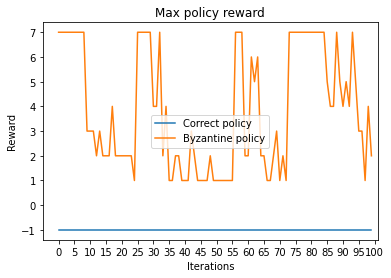 Max policy reward
7
6
5
4
3
2
1
0
−1
Reward
Correct policy
Byzantine policy
0 5 10 15 20 25 30 35 40 45 50 55 60 65 70 75 80 85 90 95 100
Iterations